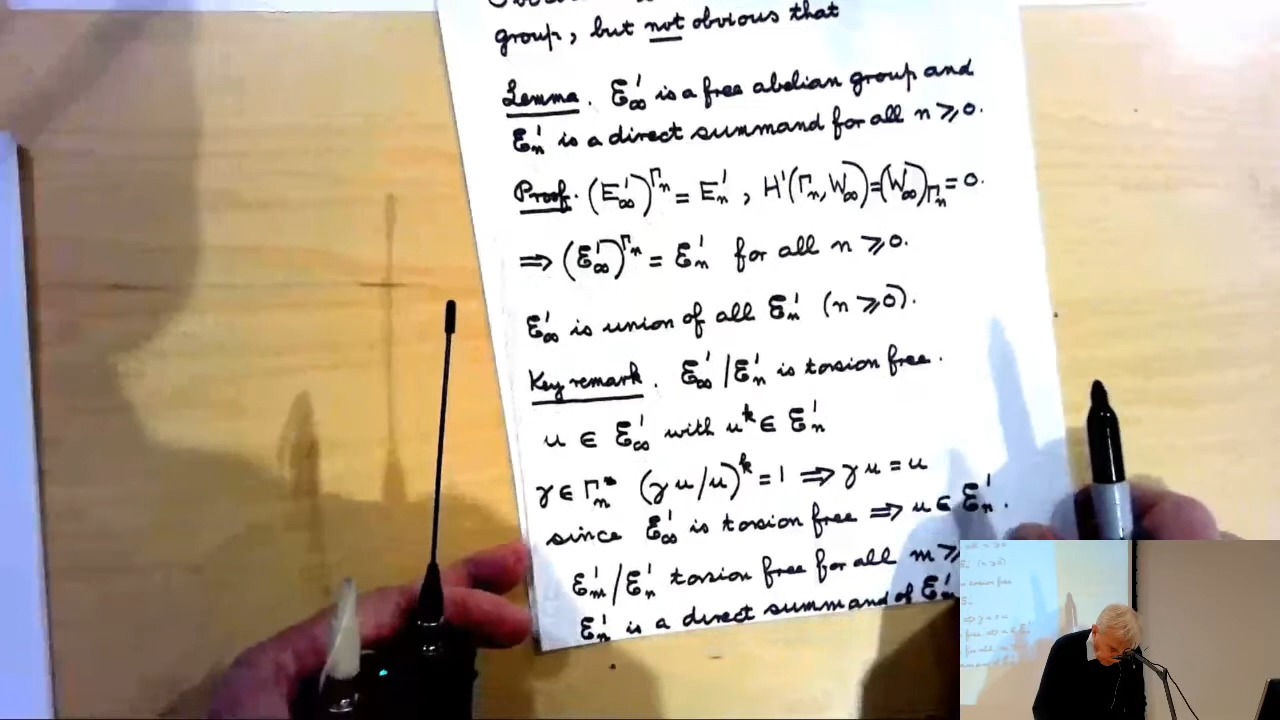 group, but not obvious that
Lemma. Ɛ'∞ is a free abelian group and
Ɛ'n is a direct summand for all n ⩾ 0.
Proof. (E'∞)^Γn = E'n , H'(Γn, W∞) = (W∞)Γn = 0.
⇒ (Ɛ'∞)^Γn = Ɛ'n for all n ⩾ 0.
Ɛ'∞ is union of all Ɛ'n (n ⩾ 0).
Key remark. Ɛ'∞ / Ɛ'n is torsion free.
u ∈ Ɛ'∞ with u^k ∈ Ɛ'n
γ ∈ Γn (γu/u)^k = 1 ⇒ γu = u
since Ɛ'∞ is torsion free ⇒ u ∈ Ɛ'n.
Ɛ'm / Ɛ'n torsion free for all m ⩾
Ɛ'n is a direct summand of Ɛ'm